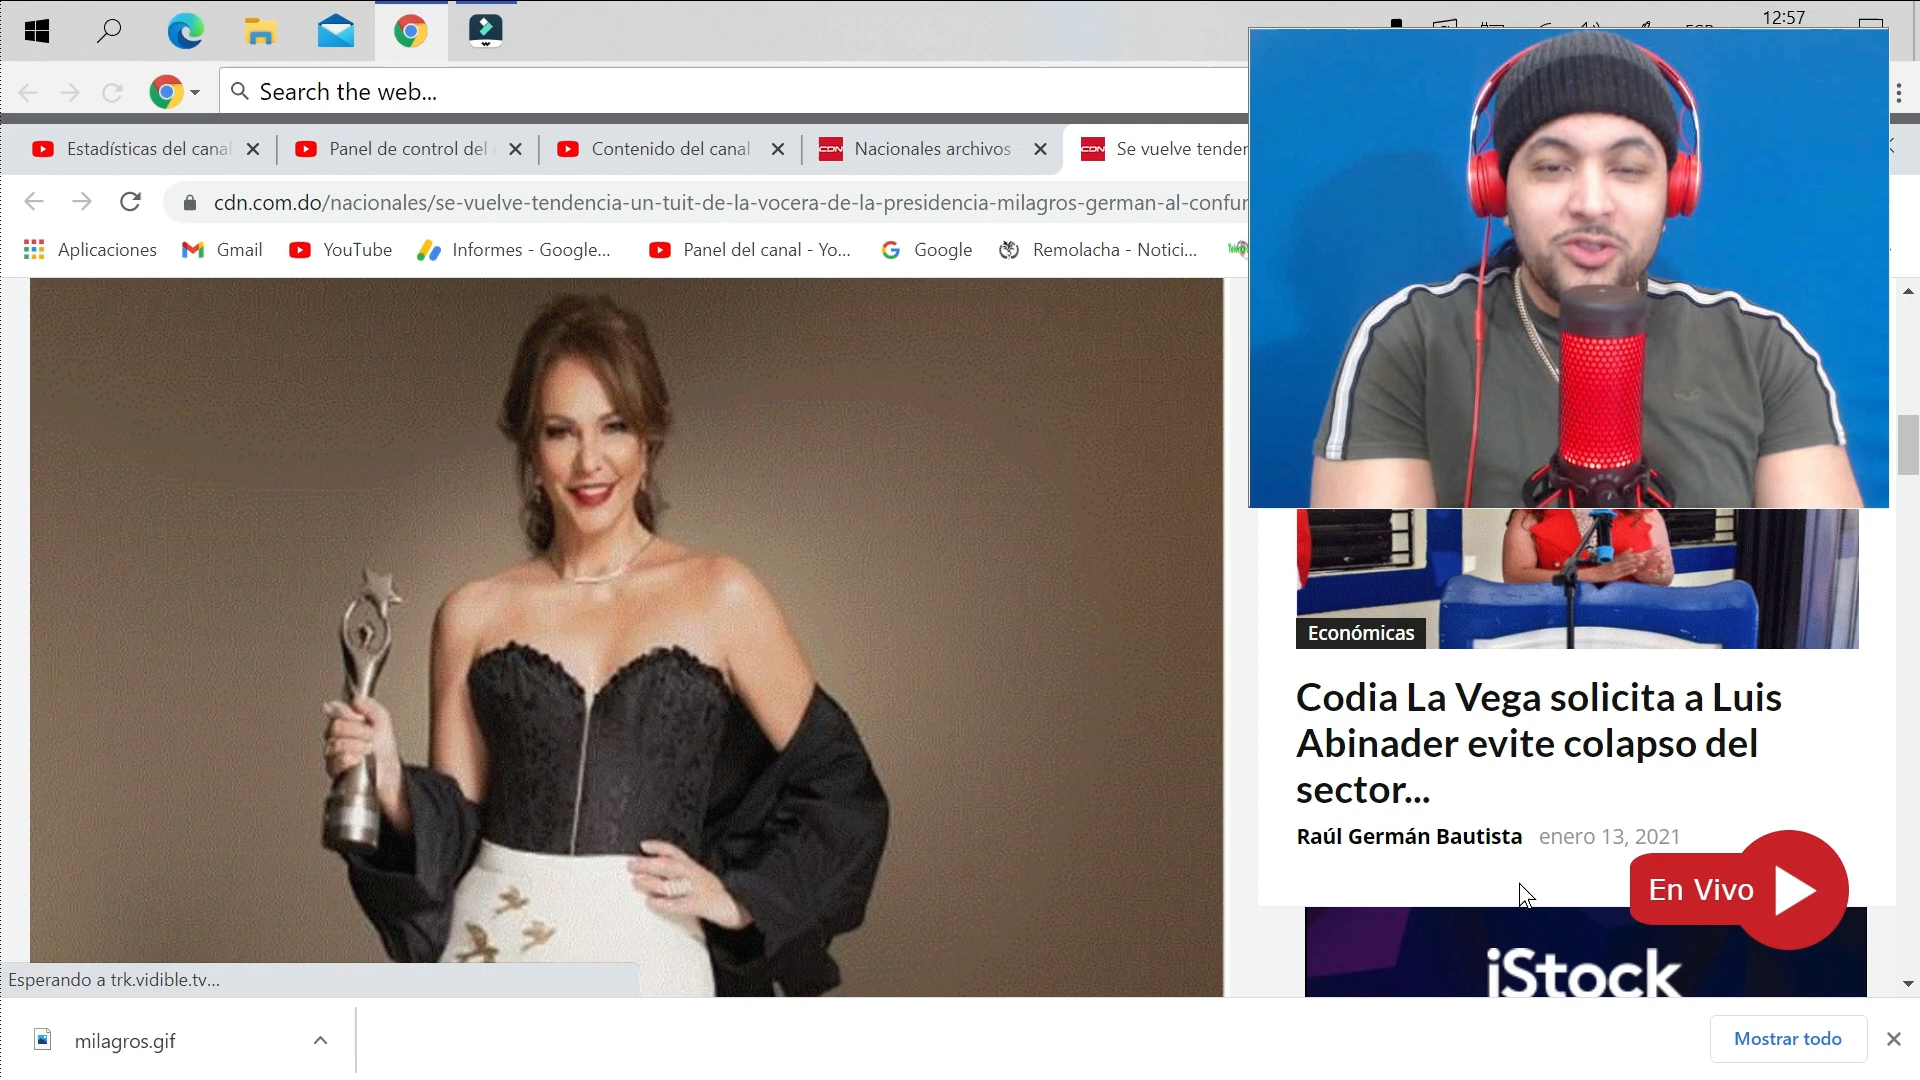 12:57
Search the web...
Estadísticas del canal
Panel de control del c
Contenido del canal
CDN
Nacionales archivos
CDN
Se vuelve tenden
cdn.com.do/nacionales/se-vuelve-tendencia-un-tuit-de-la-vocera-de-la-presidencia-milagros-german-al-confun
Aplicaciones
Gmail
YouTube
Informes - Google...
Panel del canal - Yo...
Google
Remolacha - Notici...
Económicas
Codia La Vega solicita a Luis
Abinader evite colapso del
sector...
Raúl Germán Bautista enero 13, 2021
En Vivo
iStock
Esperando a trk.vidible.tv...
milagros.gif
Mostrar todo